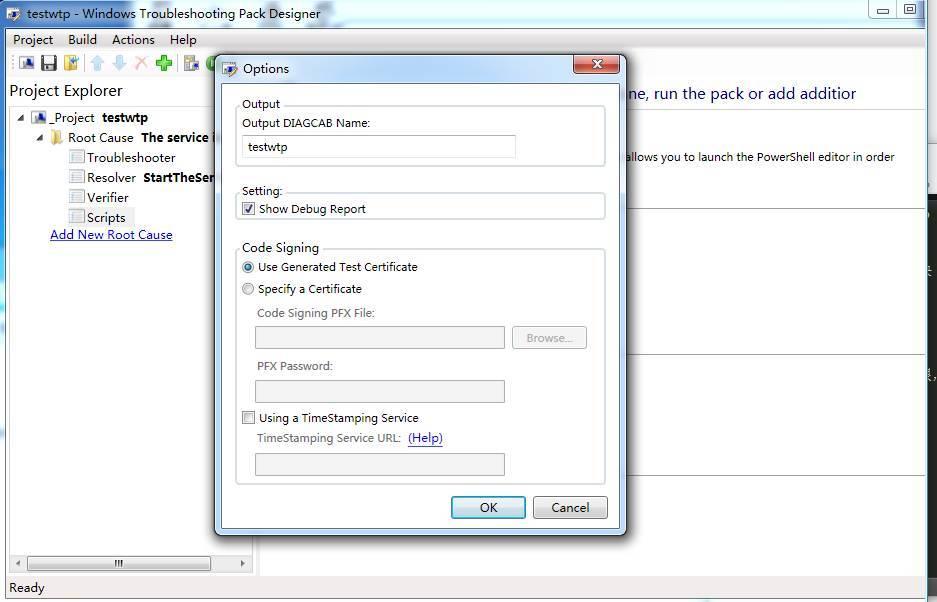 testwtp - Windows Troubleshooting Pack Designer
Project Build Actions Help
Project Explorer
_Project testwtp
Root Cause The service i
Troubleshooter
Resolver StartTheSer
Verifier
Scripts
Add New Root Cause
ne, run the pack or add additior
allows you to launch the PowerShell editor in order
Options
Output
Output DIAGCAB Name:
testwtp
Setting:
Show Debug Report
Code Signing
Use Generated Test Certificate
Specify a Certificate
Code Signing PFX File:
Browse...
PFX Password:
Using a TimeStamping Service
TimeStamping Service URL: (Help)
OK Cancel
Ready